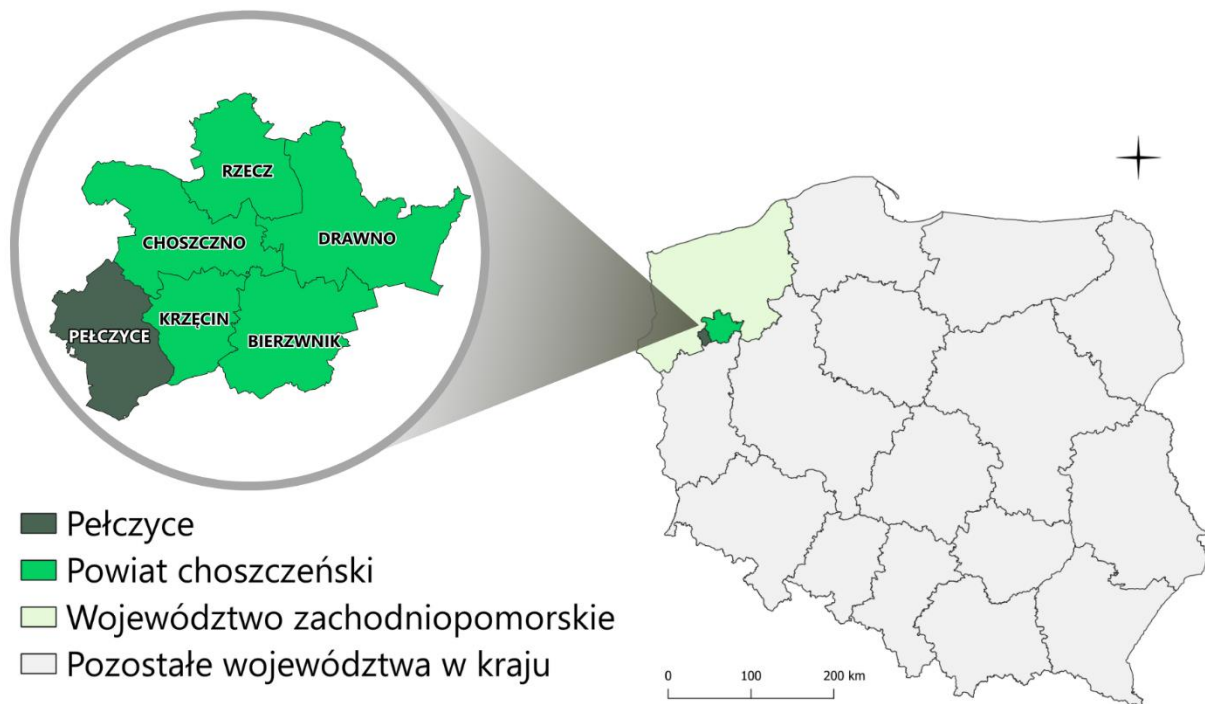 RZECZ
CHOSZCZNO
DRAWNO
KRZĘCIN
PEŁCZYCE
BIERZWNIK
Pełczyce
Powiat choszczeński
Województwo zachodniopomorskie
Pozostałe województwa w kraju
0 100 200 km